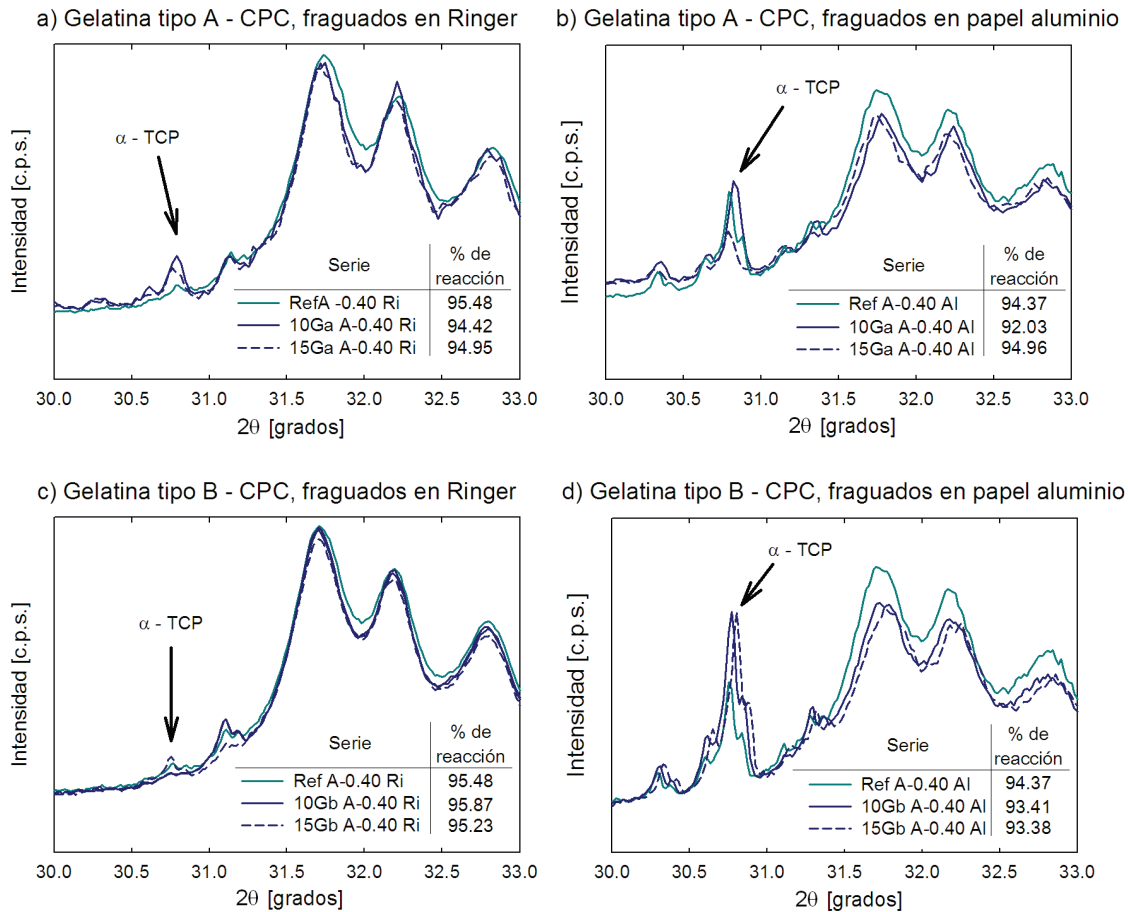 a) Gelatina tipo A - CPC, fraguados en Ringer
α - TCP
Intensidad [c.p.s.]
Serie
% de
reacción
RefA -0.40 Ri 95.48
10Ga A-0.40 Ri 94.42
15Ga A-0.40 Ri 94.95
30.0 30.5 31.0 31.5 32.0 32.5 33.0
2θ [grados]
b) Gelatina tipo A - CPC, fraguados en papel aluminio
α - TCP
Intensidad [c.p.s.]
Serie
% de
reacción
Ref A-0.40 Al 94.37
10Ga A-0.40 Al 92.03
15Ga A-0.40 Al 94.96
30.0 30.5 31.0 31.5 32.0 32.5 33.0
2θ [grados]
c) Gelatina tipo B - CPC, fraguados en Ringer
α - TCP
Intensidad [c.p.s.]
Serie
% de
reacción
Ref A-0.40 Ri 95.48
10Gb A-0.40 Ri 95.87
15Gb A-0.40 Ri 95.23
30.0 30.5 31.0 31.5 32.0 32.5 33.0
2θ [grados]
d) Gelatina tipo B - CPC, fraguados en papel aluminio
α - TCP
Intensidad [c.p.s.]
Serie
% de
reacción
Ref A-0.40 Al 94.37
10Gb A-0.40 Al 93.41
15Gb A-0.40 Al 93.38
30.0 30.5 31.0 31.5 32.0 32.5 33.0
2θ [grados]